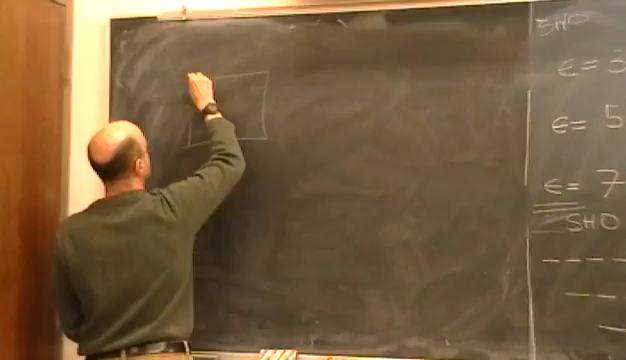 SHO
ϵ = 3
ϵ = 5
ϵ = 7
SHO